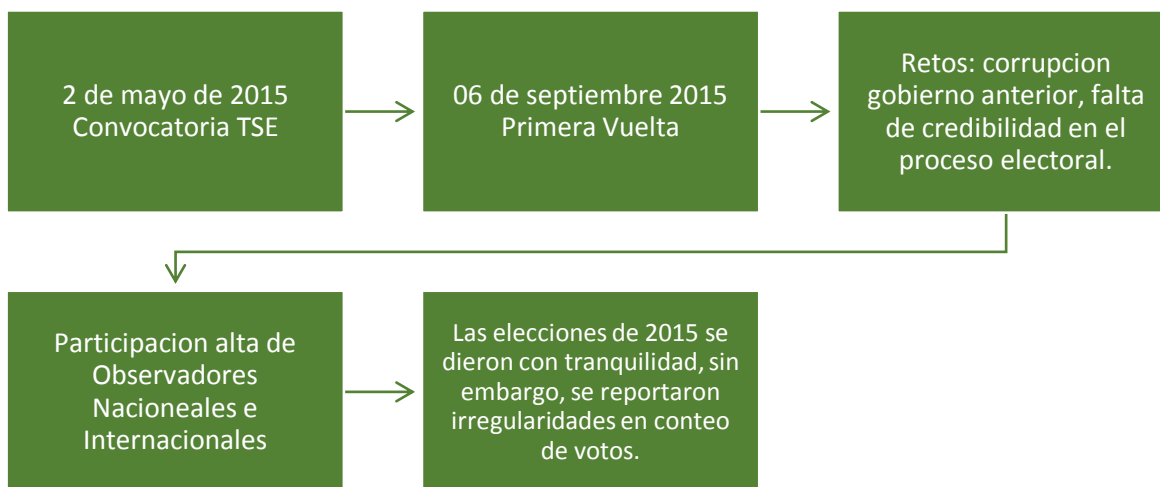 2 de mayo de 2015
Convocatoria TSE
06 de septiembre 2015
Primera Vuelta
Retos: corrupcion
gobierno anterior, falta
de credibilidad en el
proceso electoral.
Participacion alta de
Observadores
Nacioneales e
Internacionales
Las elecciones de 2015 se
dieron con tranquilidad, sin
embargo, se reportaron
irregularidades en conteo
de votos.